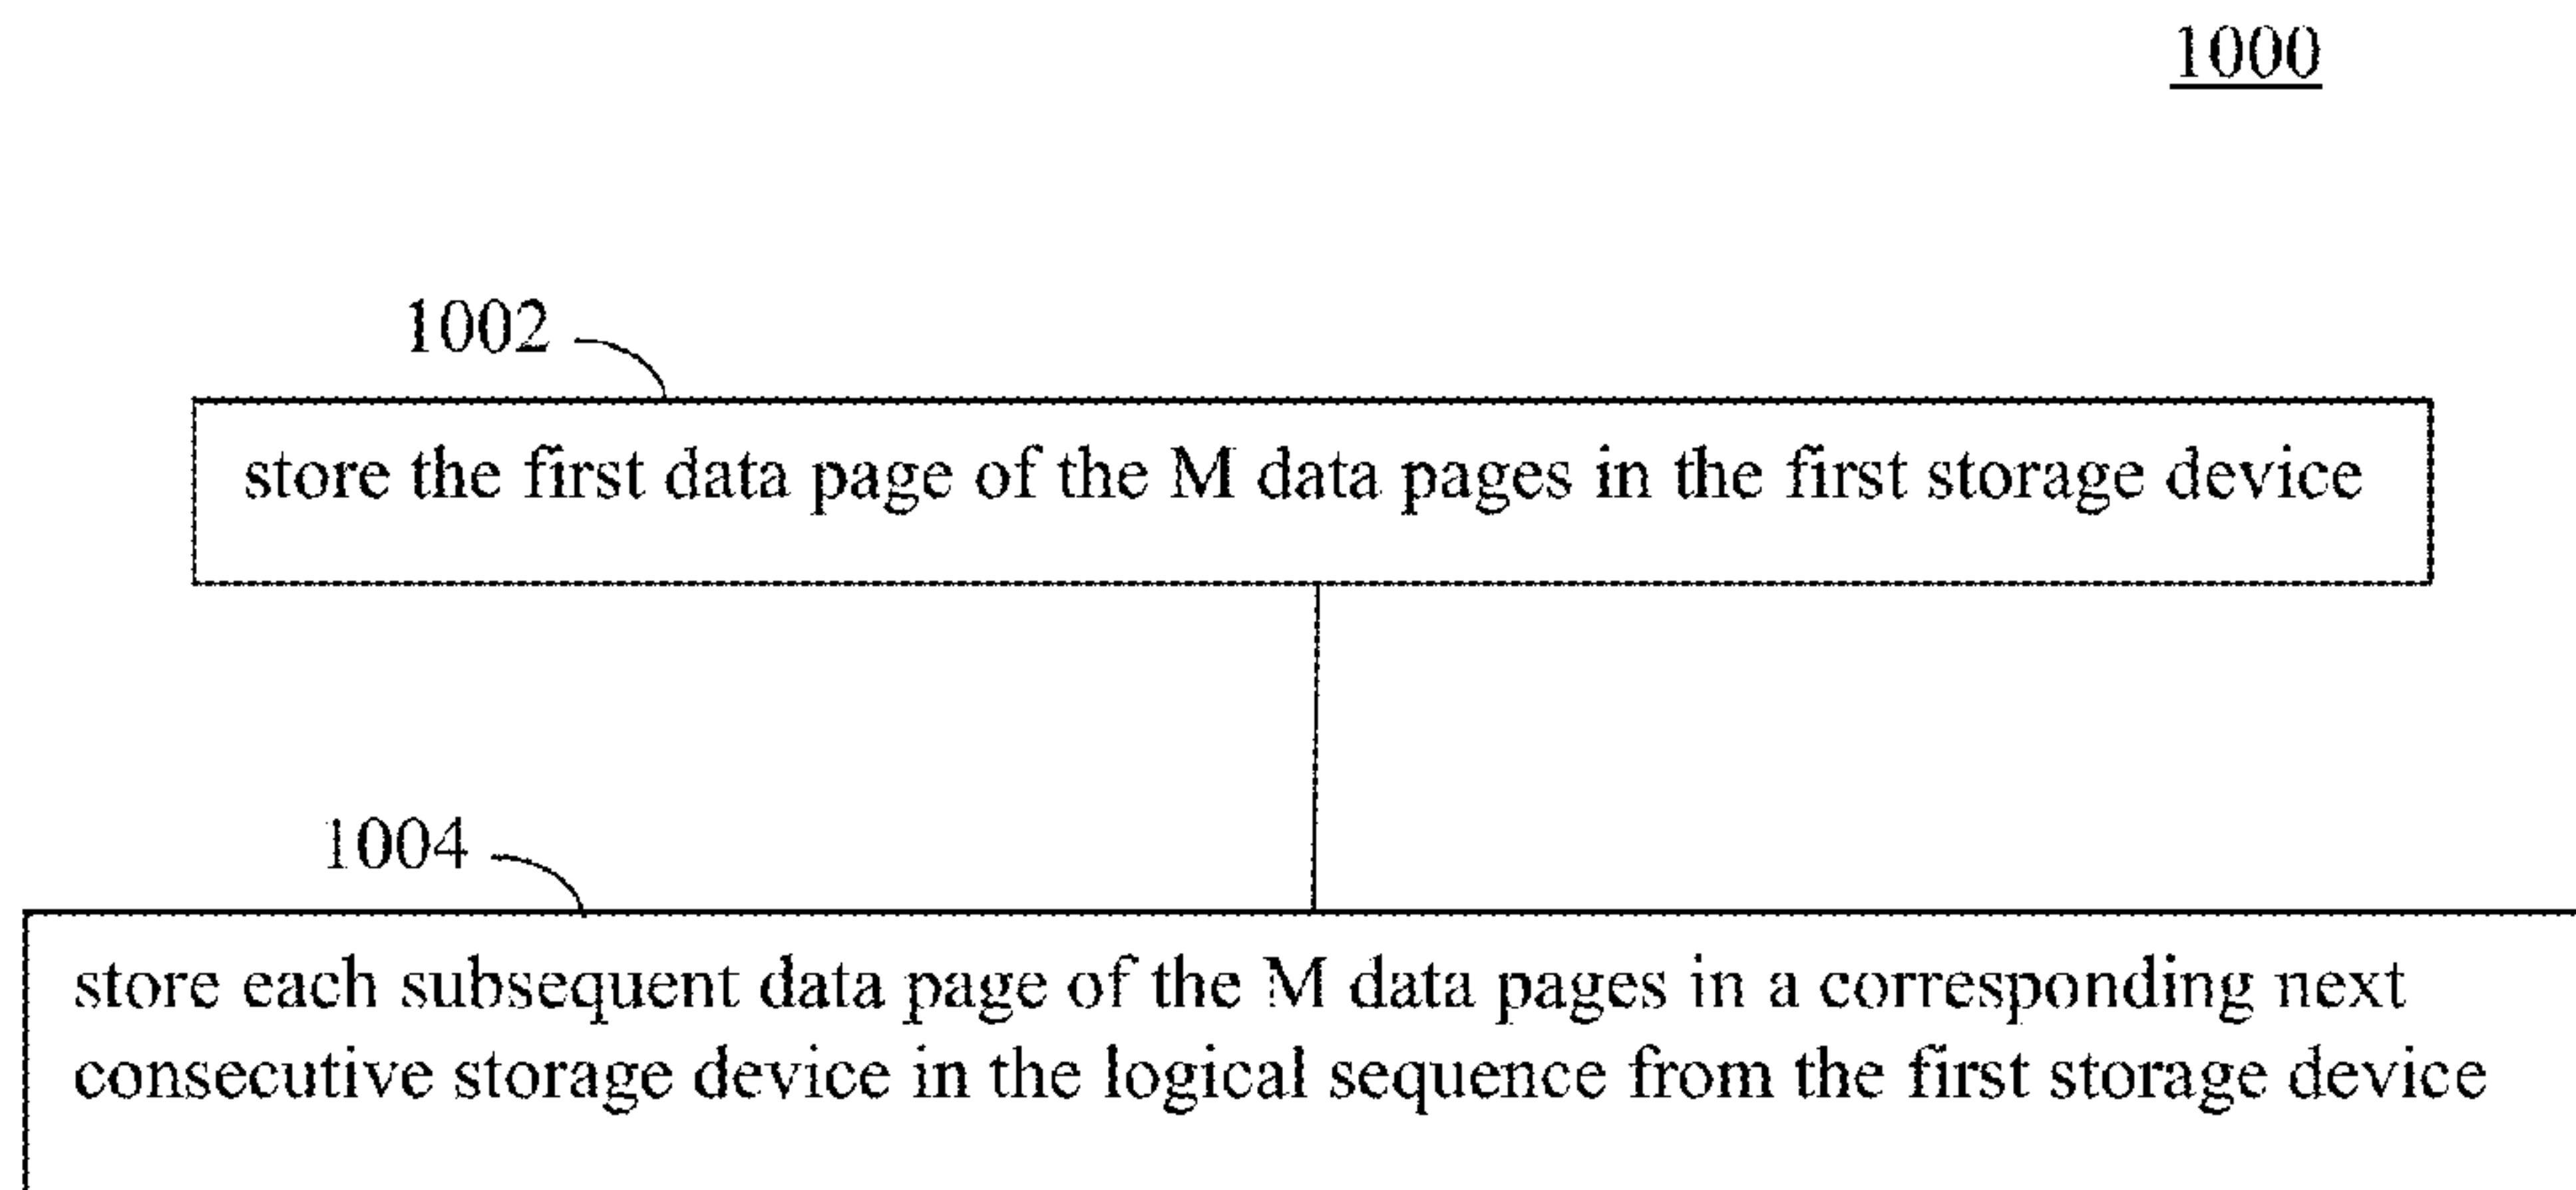 1000
1002
store the first data page of the M data pages in the first storage device
1004
store each subsequent data page of the M data pages in a corresponding next
consecutive storage device in the logical sequence from the first storage device